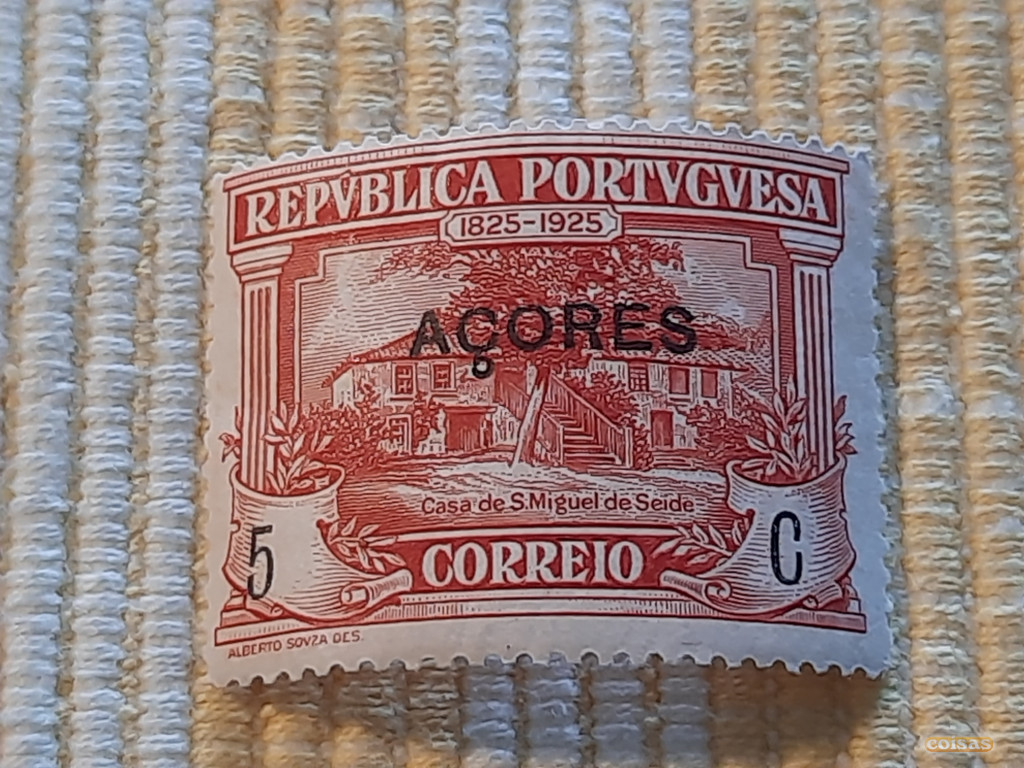 REPVBLICA PORTVGVESA
1825-1925
AÇORES
Casa de S. Miguel de Seide
5 C
CORREIO
ALBERTO SOVZA DES.
coisas